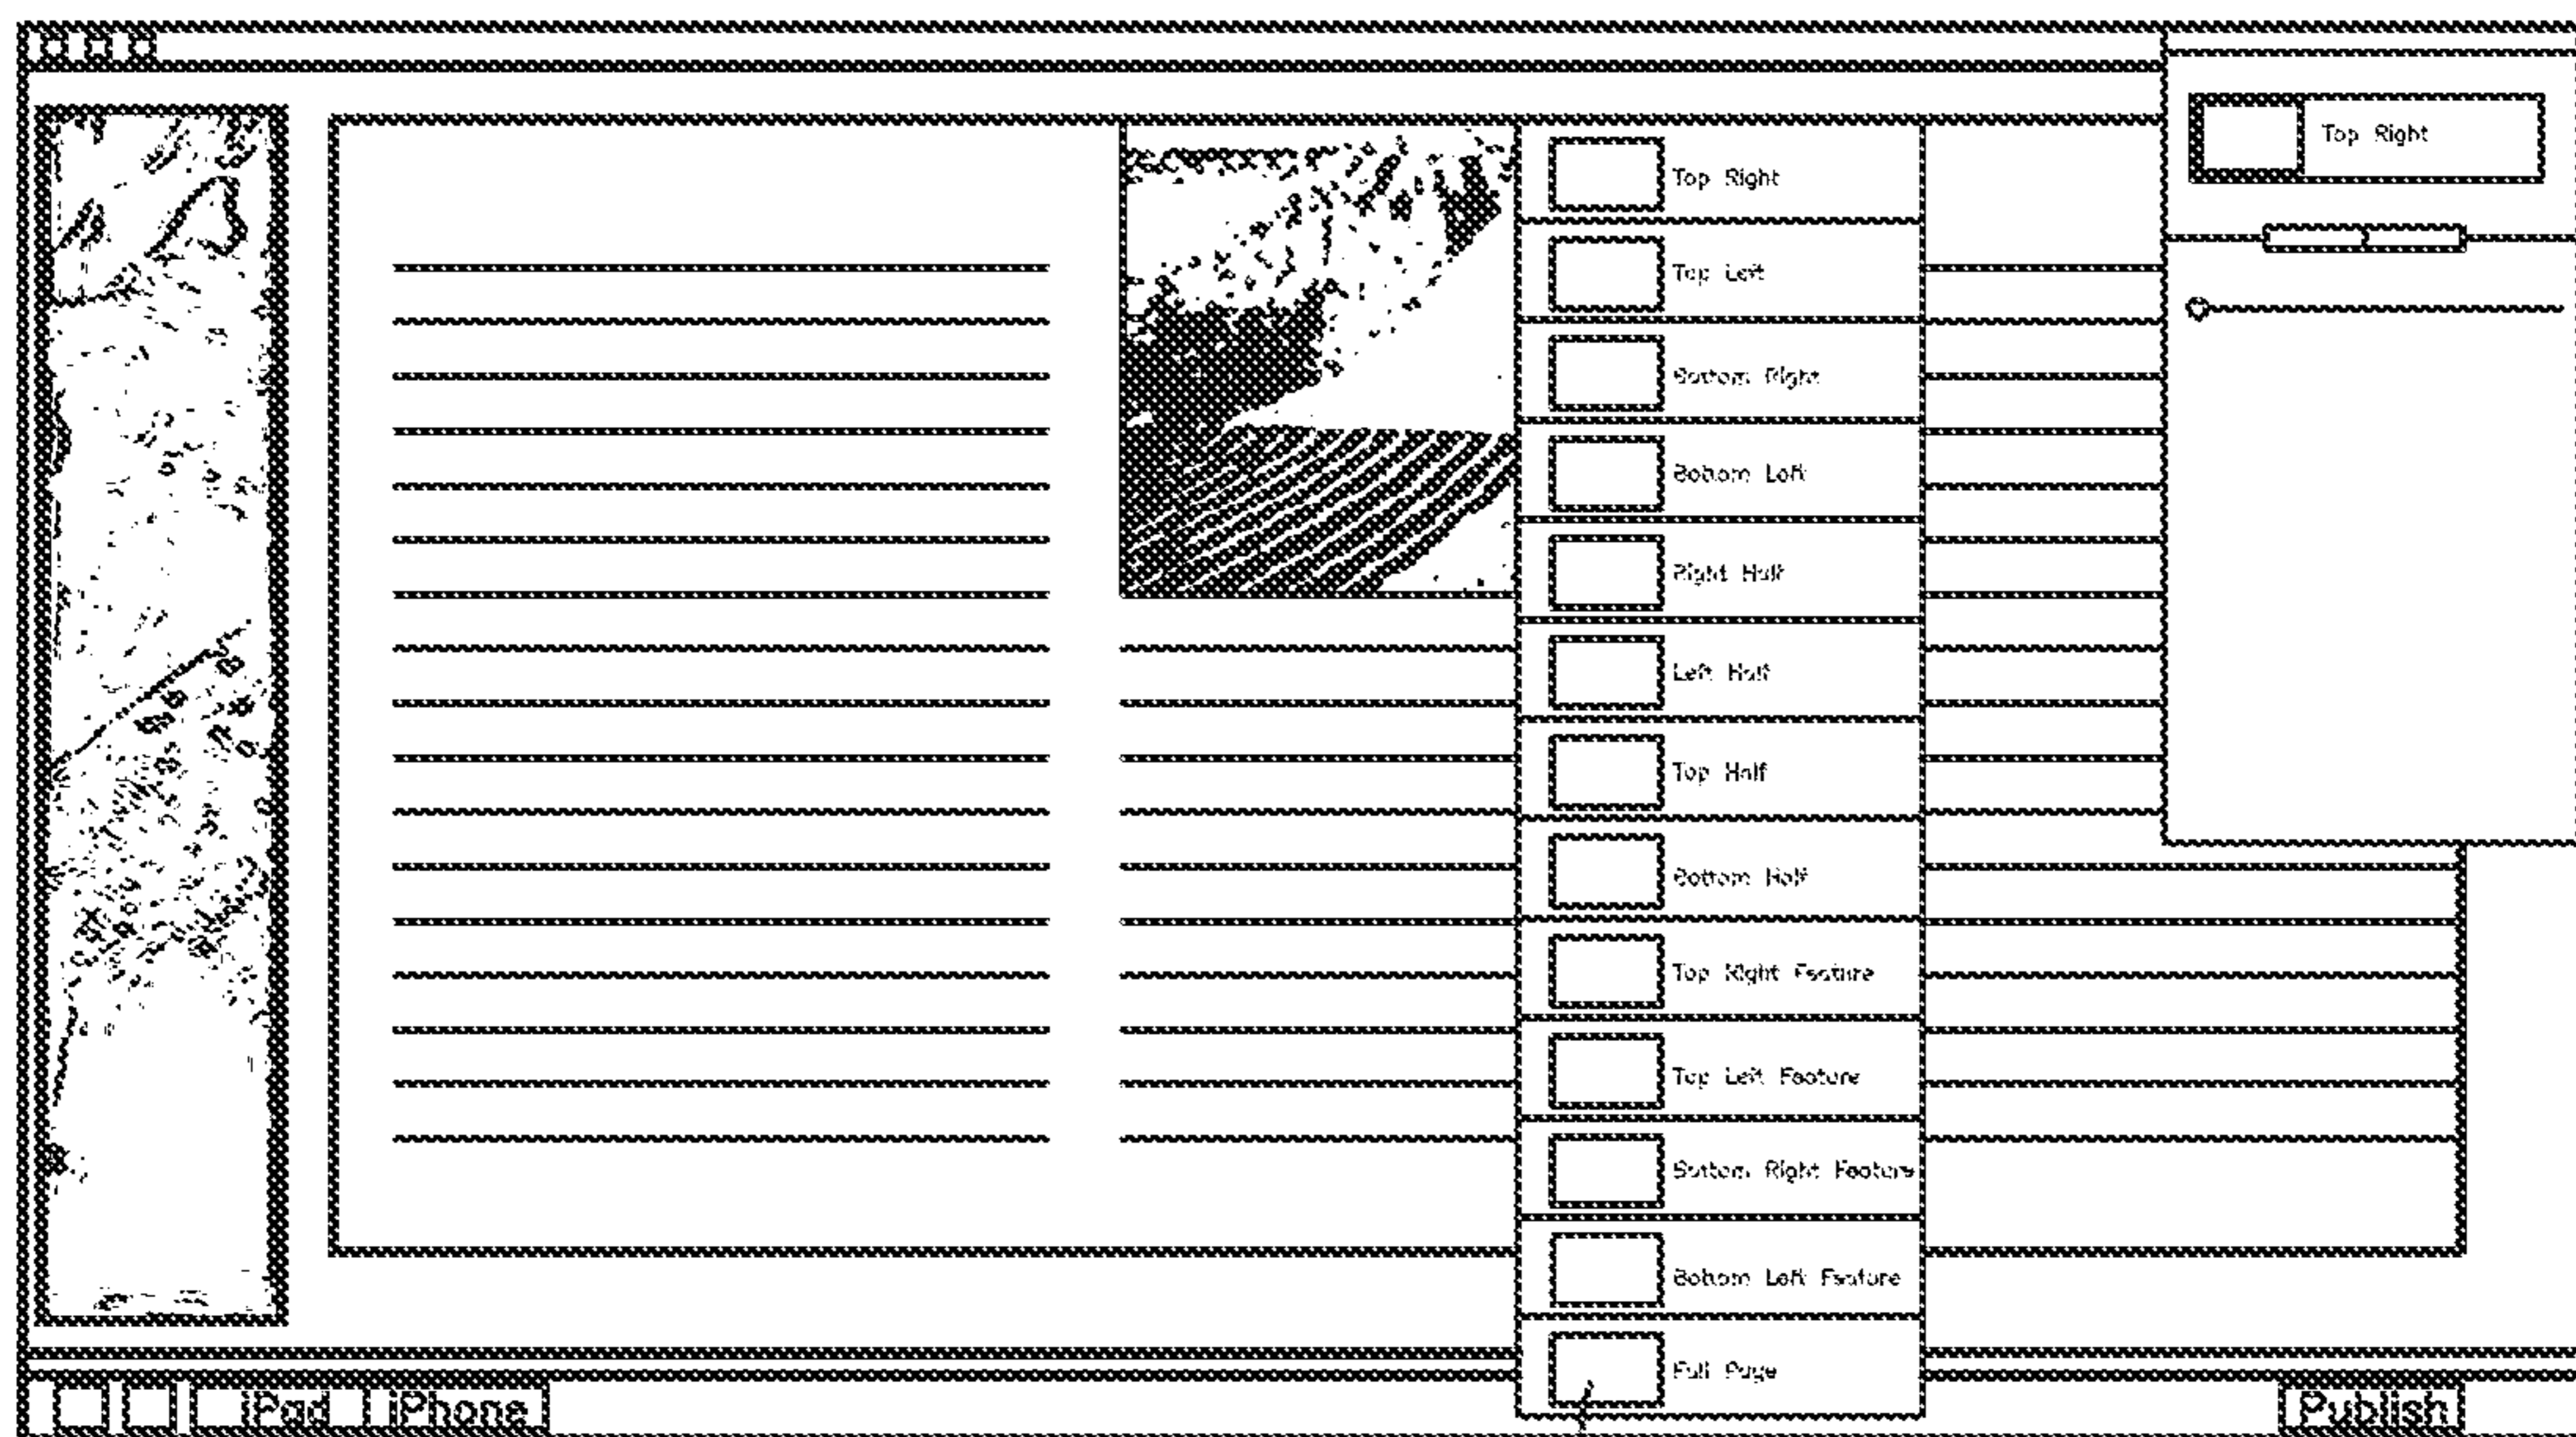 Top Right
Top Right
Top Left
Bottom Right
Bottom Left
Right Half
Left Half
Top Half
Bottom Half
Top Right Feature
Top Left Feature
Bottom Right Feature
Bottom Left Feature
Full Page
iPad iPhone
Publish